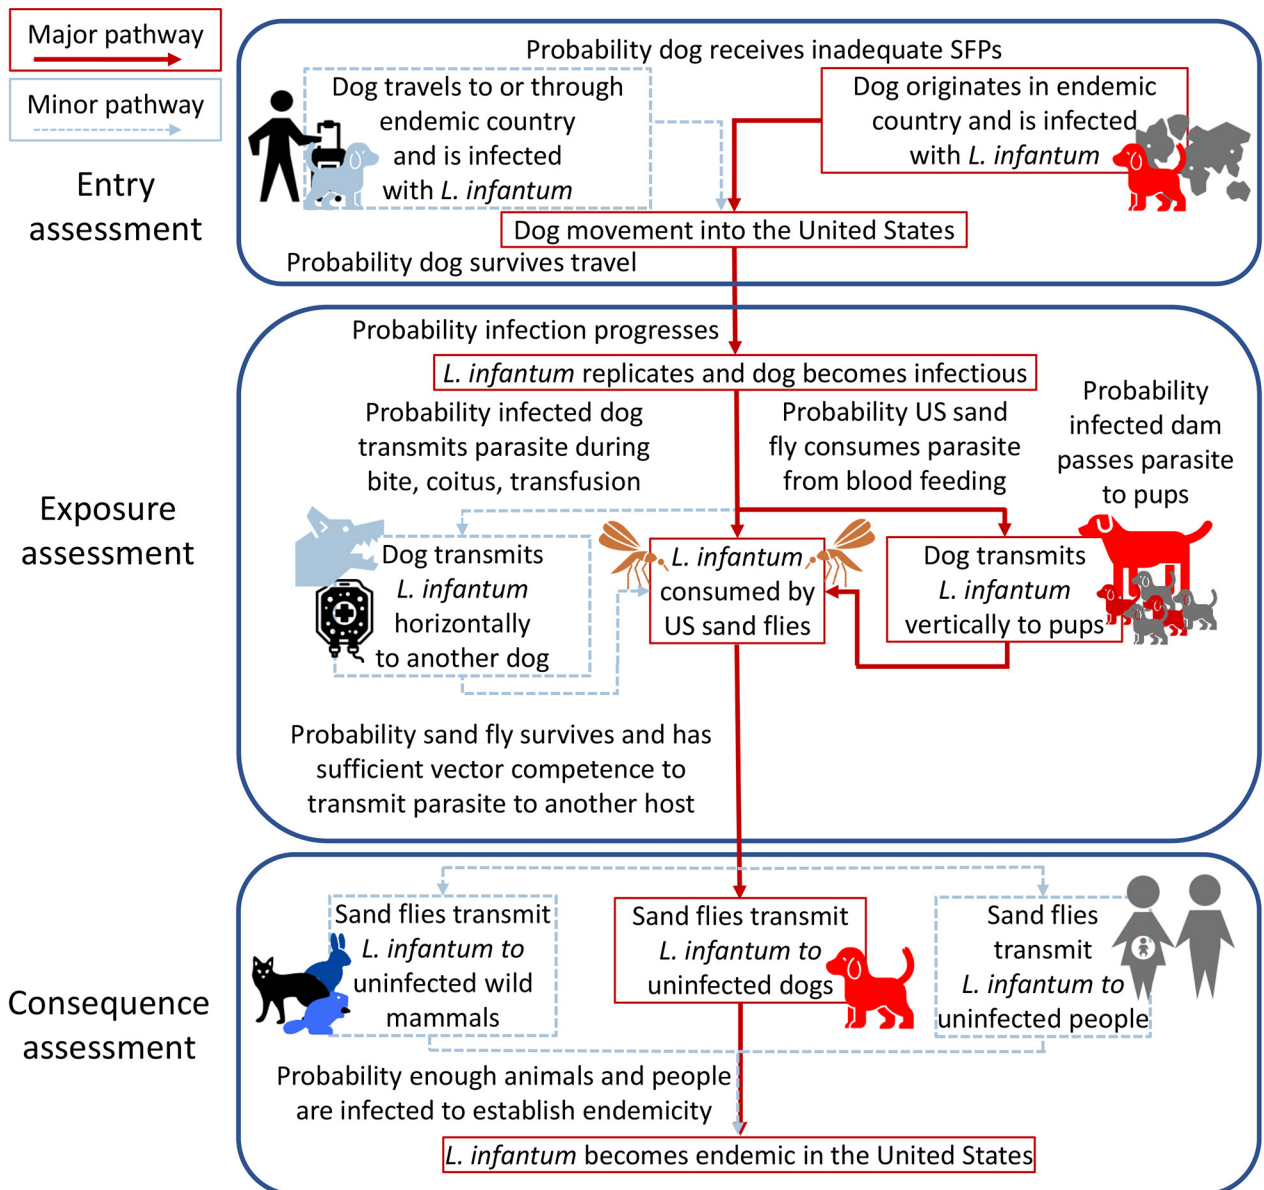 Major pathway
Minor pathway
Entry
assessment
Probability dog receives inadequate SFPs
Dog travels to or through
endemic country
and is infected
with L. infantum
Dog originates in endemic
country and is infected
with L. infantum
Dog movement into the United States
Probability dog survives travel
Exposure
assessment
Probability infection progresses
L. infantum replicates and dog becomes infectious
Probability infected dog
transmits parasite during
bite, coitus, transfusion
Probability US sand
fly consumes parasite
from blood feeding
Probability
infected dam
passes parasite
to pups
Dog transmits
L. infantum
horizontally
to another dog
L. infantum
consumed by
US sand flies
Dog transmits
L. infantum
vertically to pups
Probability sand fly survives and has
sufficient vector competence to
transmit parasite to another host
Consequence
assessment
Sand flies transmit
L. infantum to
uninfected wild
mammals
Sand flies transmit
L. infantum to
uninfected dogs
Sand flies
transmit
L. infantum to
uninfected people
Probability enough animals and people
are infected to establish endemicity
L. infantum becomes endemic in the United States